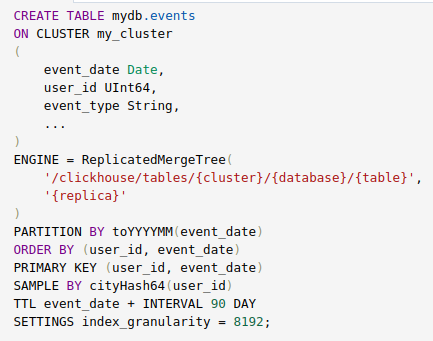 CREATE TABLE mydb.events
ON CLUSTER my_cluster
(
    event_date Date,
    user_id UInt64,
    event_type String,
    ...
)
ENGINE = ReplicatedMergeTree(
    '/clickhouse/tables/{cluster}/{database}/{table}',
    '{replica}'
)
PARTITION BY toYYYYMM(event_date)
ORDER BY (user_id, event_date)
PRIMARY KEY (user_id, event_date)
SAMPLE BY cityHash64(user_id)
TTL event_date + INTERVAL 90 DAY
SETTINGS index_granularity = 8192;